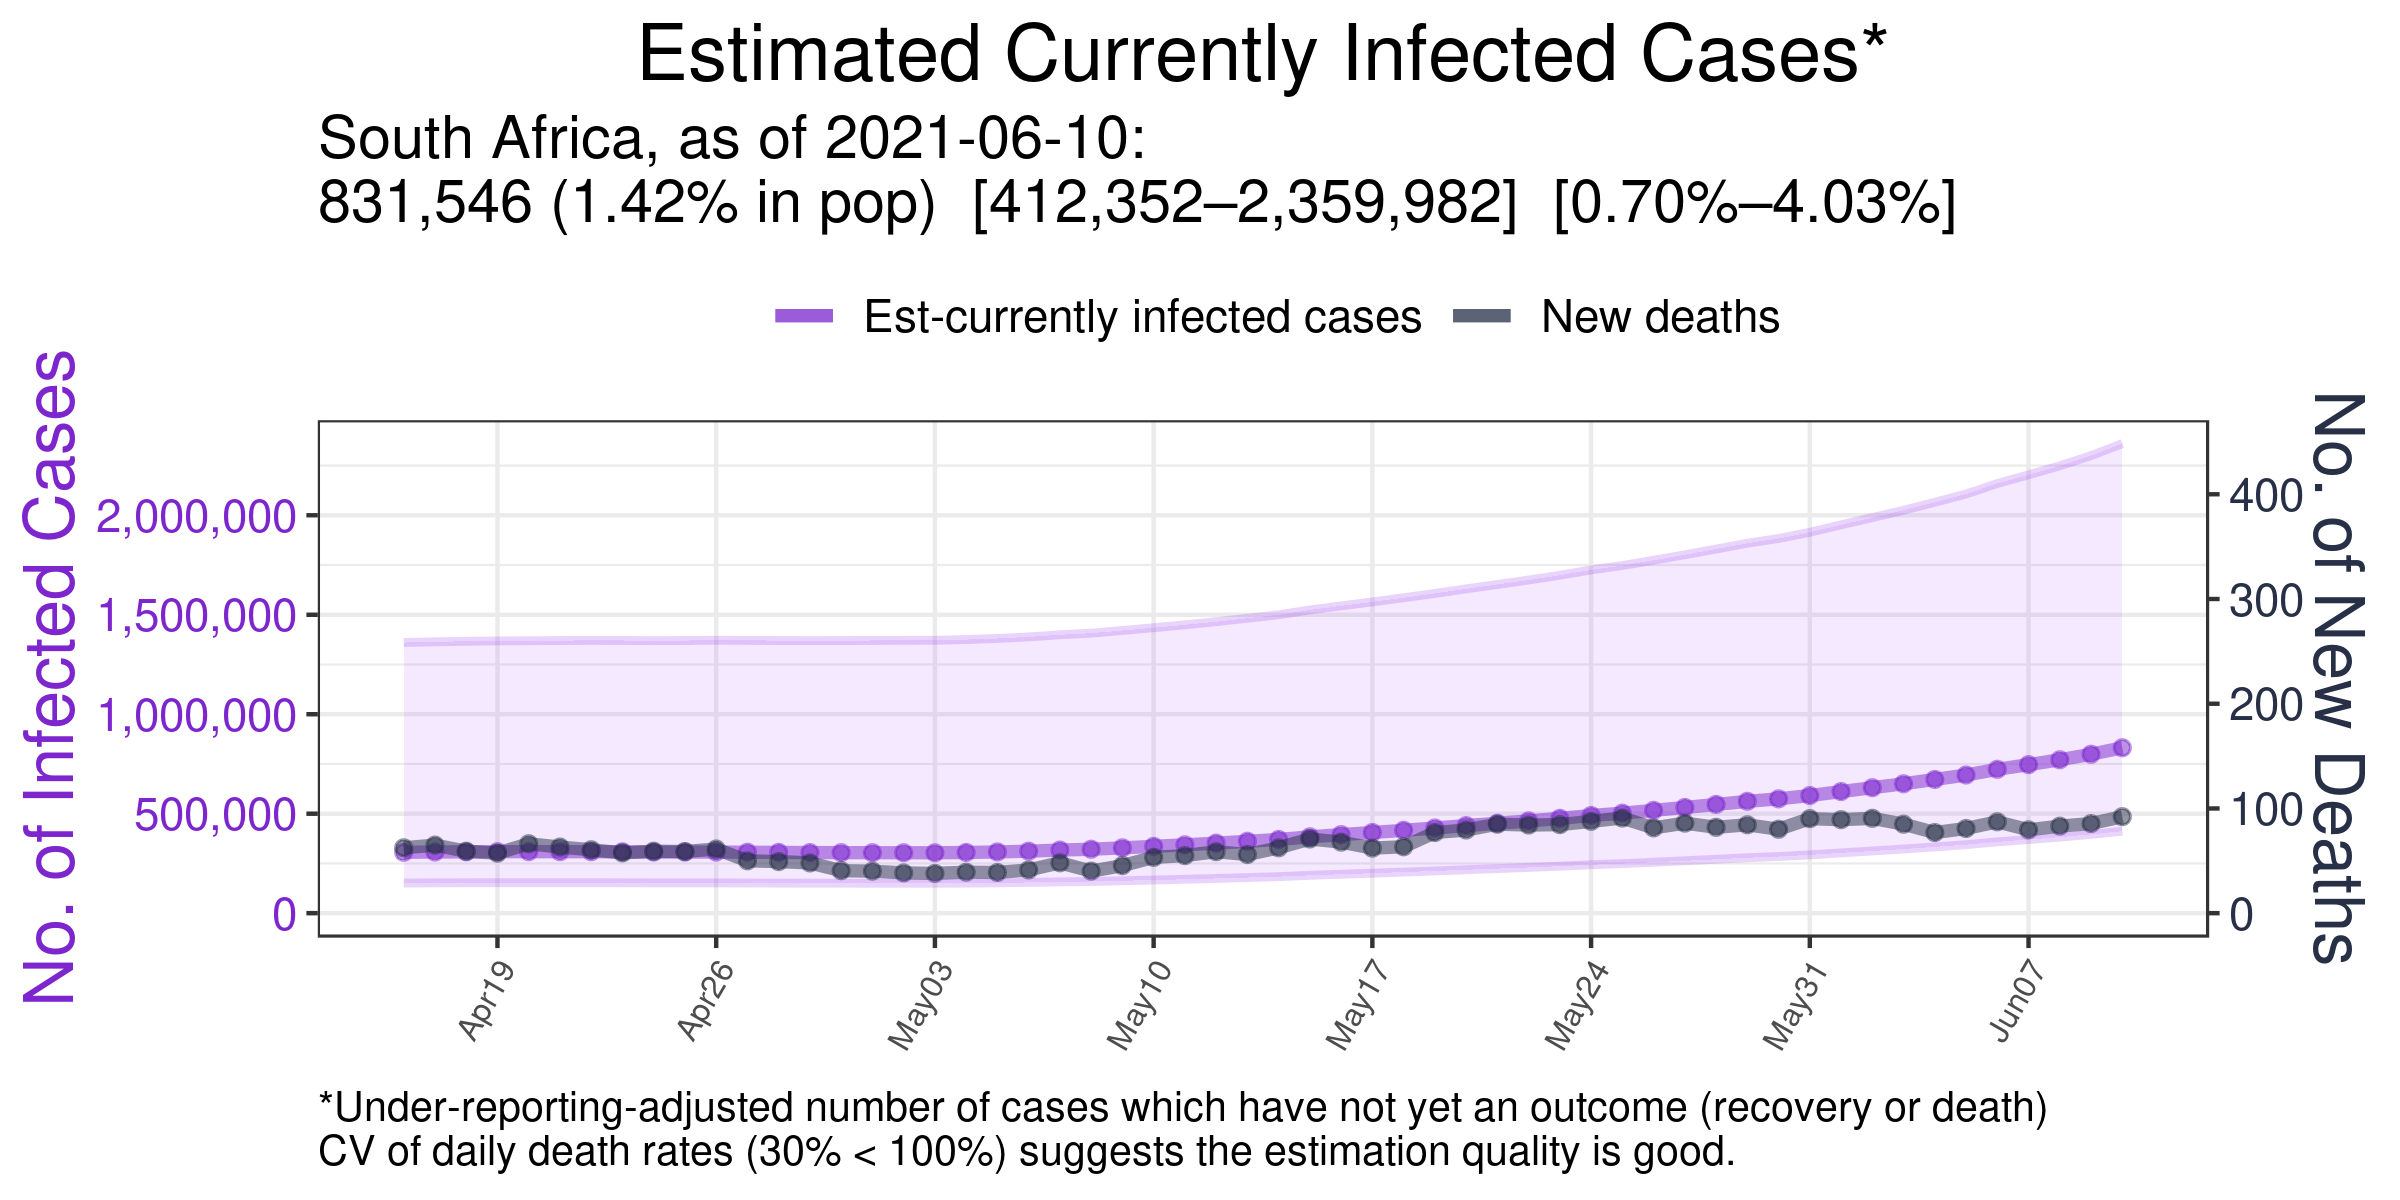 Estimated Currently Infected Cases*
South Africa, as of 2021-06-10:
831,546 (1.42% in pop)  [412,352–2,359,982]  [0.70%–4.03%]
Est-currently infected cases
New deaths
No. of Infected Cases
2,000,000
1,500,000
1,000,000
500,000
0
400
300
200
100
0
No. of New Deaths
Apr19
Apr26
May03
May10
May17
May24
May31
Jun07
*Under-reporting-adjusted number of cases which have not yet an outcome (recovery or death)
CV of daily death rates (30% < 100%) suggests the estimation quality is good.